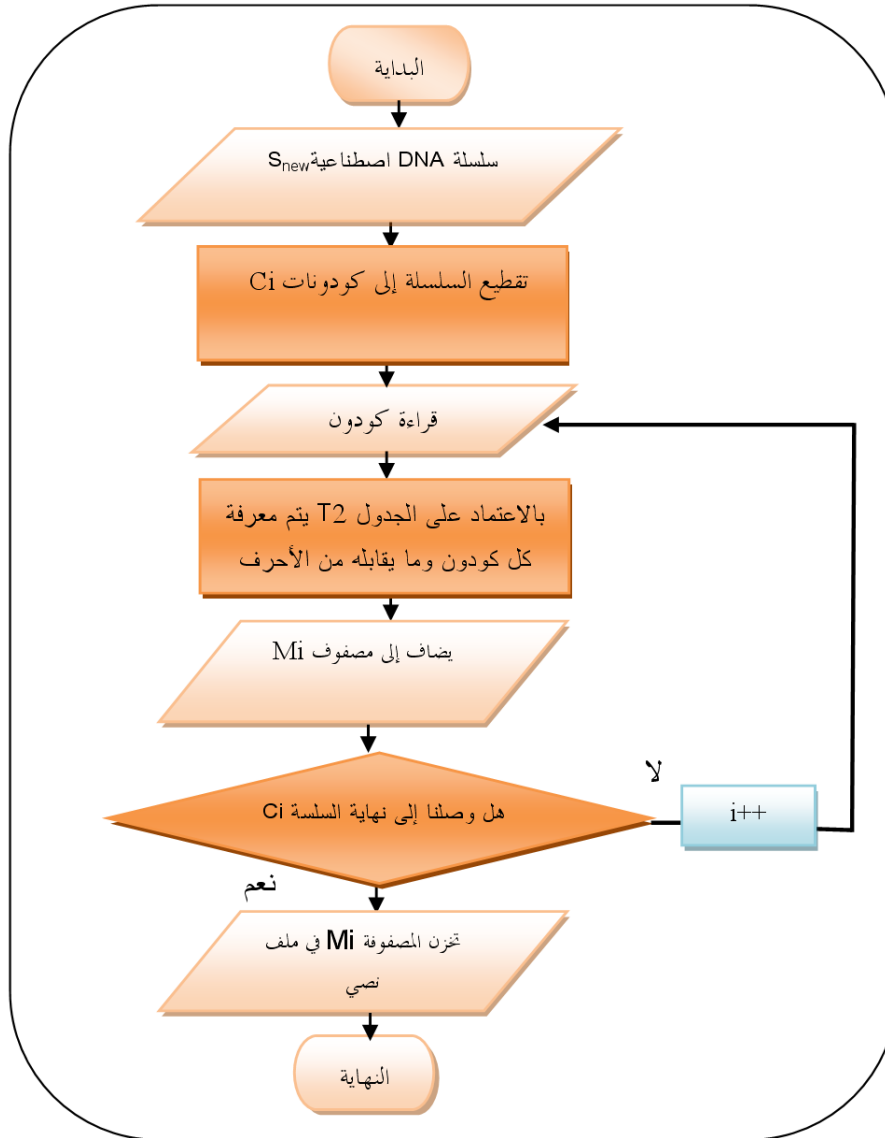 البداية
سلسلة DNA اصطناعية Snew
تقطيع السلسلة إلى كودونات Ci
قراءة كودون
بالاعتماد على الجدول T2 يتم معرفة
كل كودون وما يقابله من الأحرف
يضاف إلى مصفوف Mi
هل وصلنا إلى نهاية السلسة Ci
لا
i++
نعم
تخزن المصفوفة Mi في ملف
نصي
النهاية